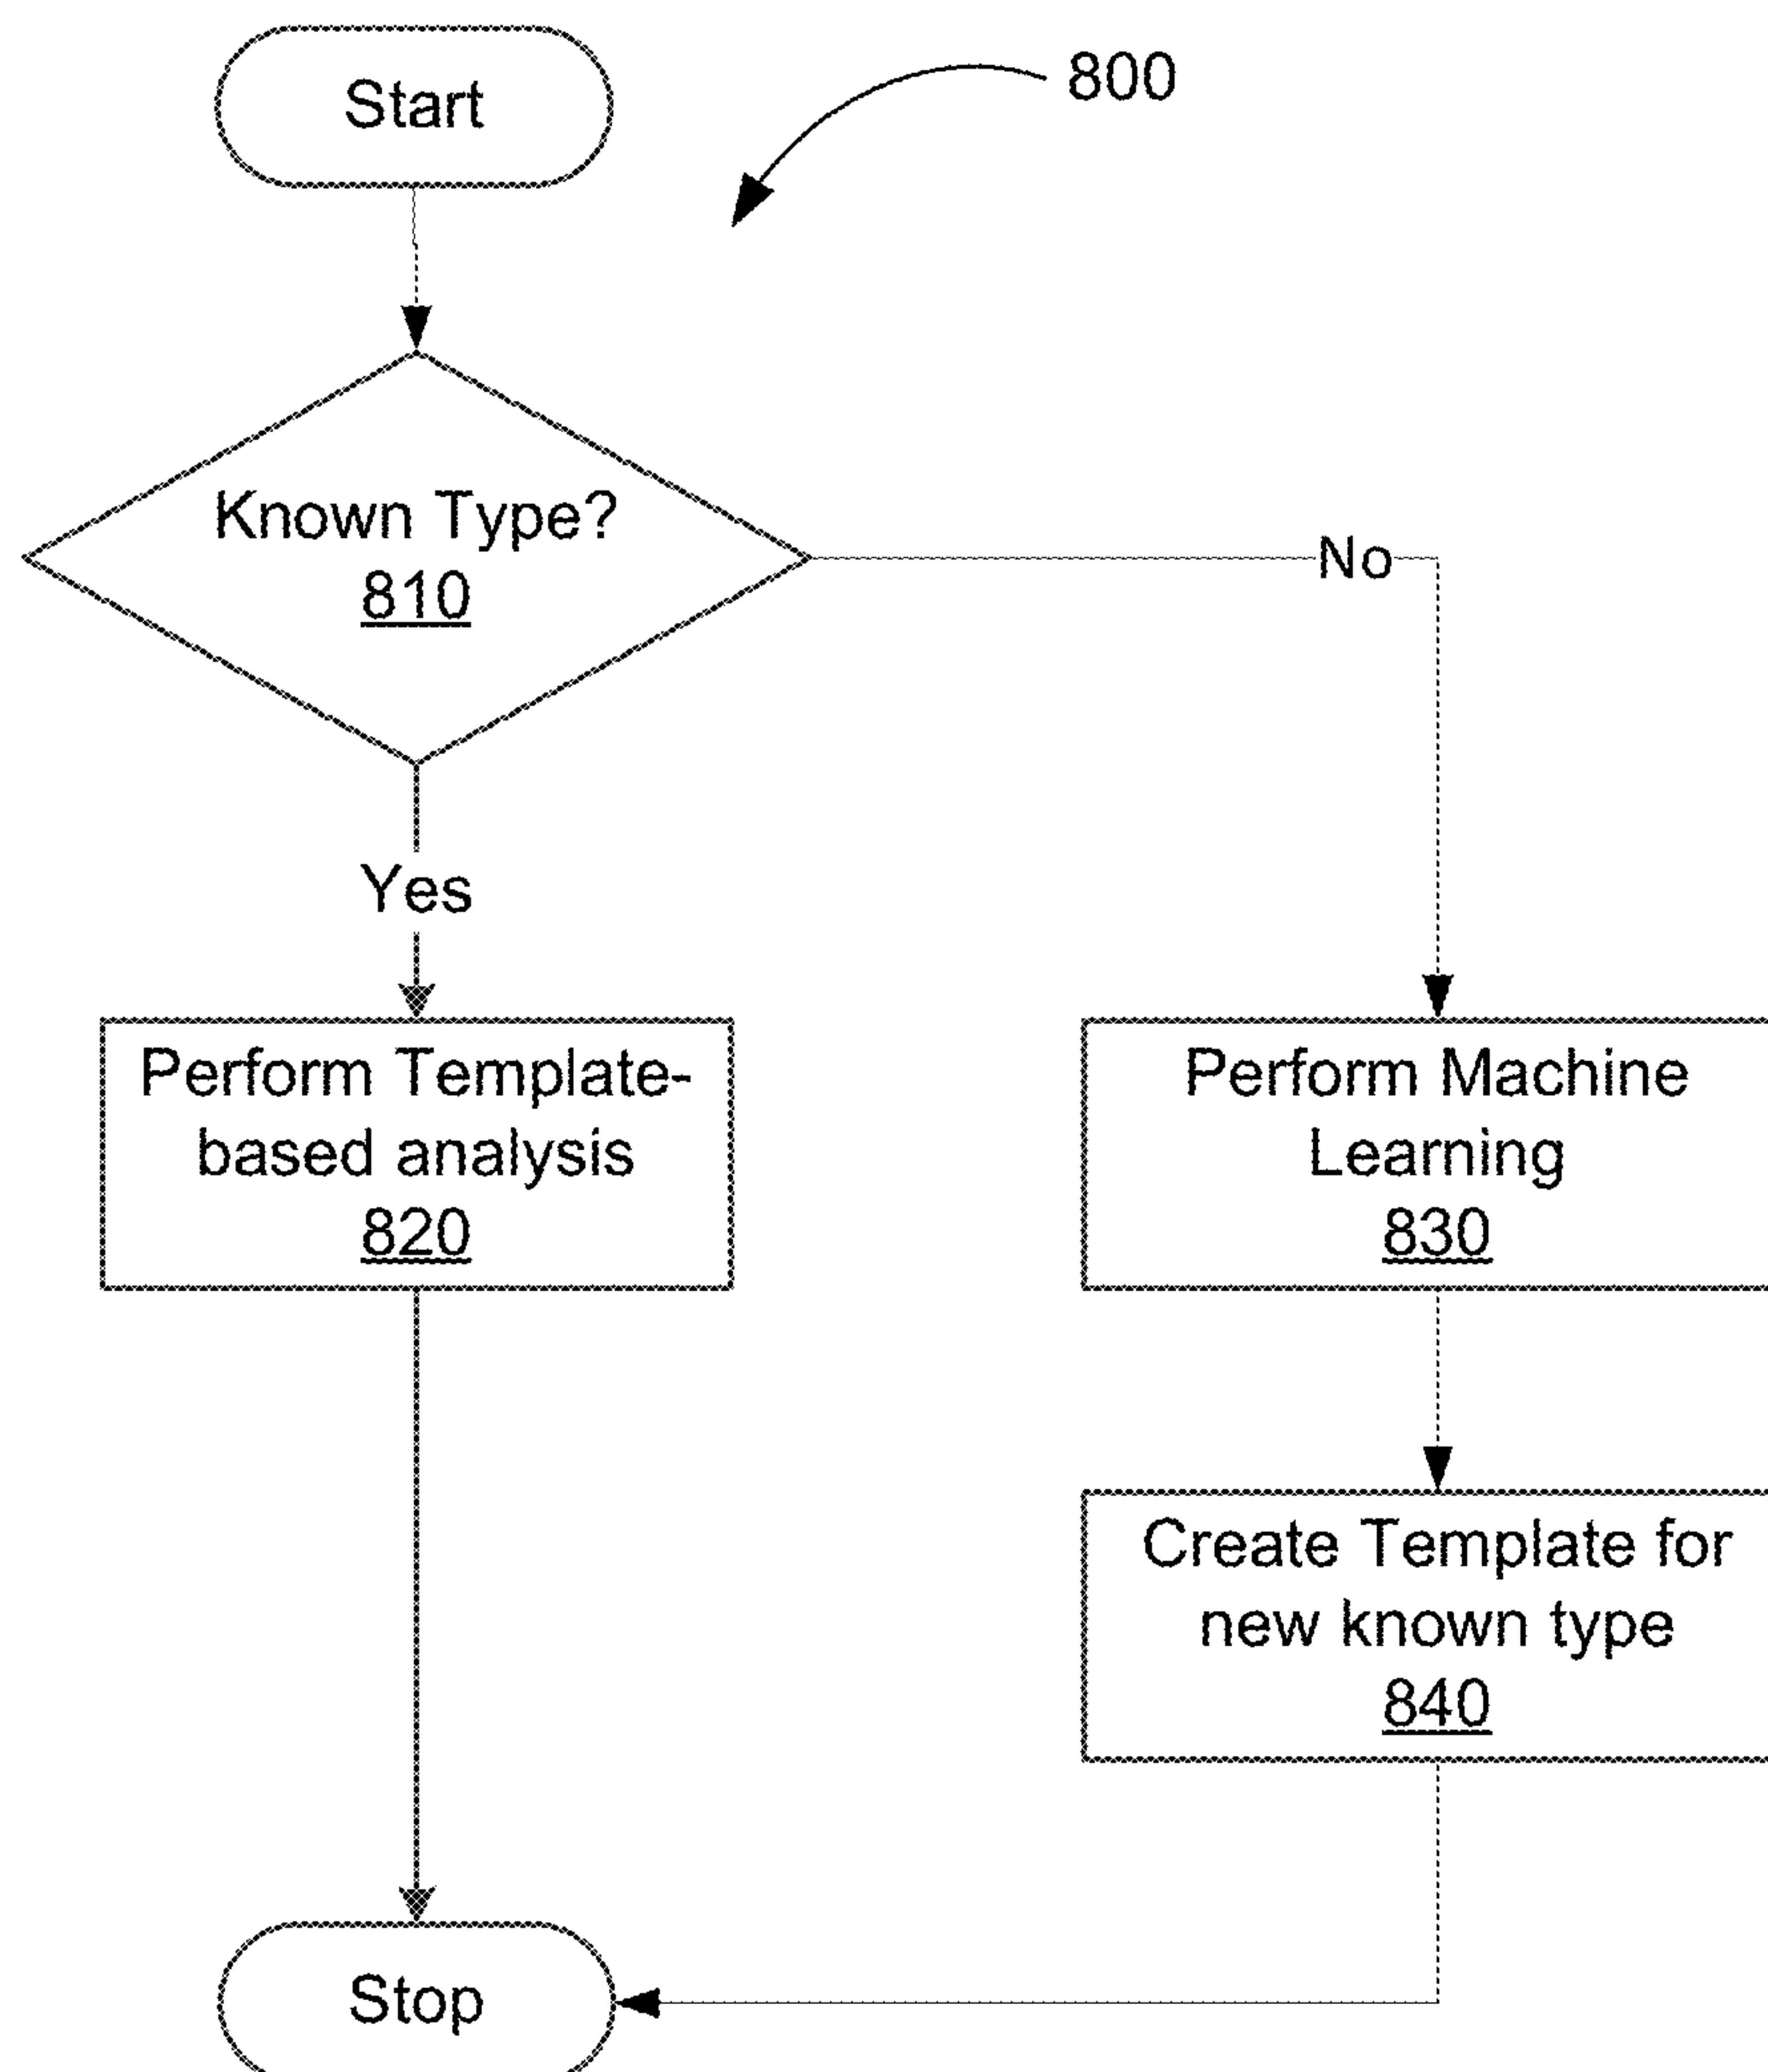 Start
800
Known Type?
810
No
Yes
Perform Template-
based analysis
820
Perform Machine
Learning
830
Create Template for
new known type
840
Stop